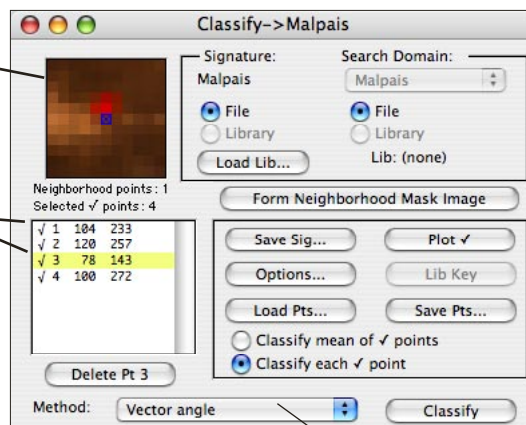 Classify->Malpais
Signature:
Malpais
File
Library
Load Lib...
Search Domain:
Malpais
File
Library
Lib: (none)
Neighborhood points: 1
Selected √ points: 4
√ 1 104 233
√ 2 120 257
√ 3 78 143
√ 4 100 272
Delete Pt 3
Form Neighborhood Mask Image
Save Sig... Plot √
Options... Lib Key
Load Pts... Save Pts...
Classify mean of √ points
Classify each √ point
Method: Vector angle Classify